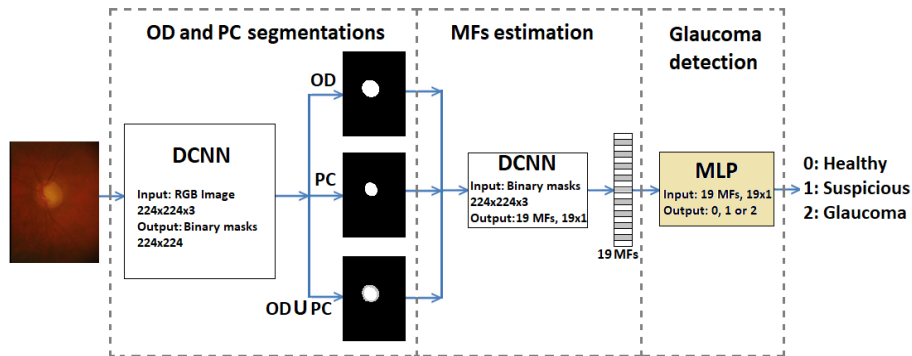 OD and PC segmentations
MFs estimation
Glaucoma
detection
OD
PC
OD U PC
DCNN
Input: RGB Image
224x224x3
Output: Binary masks
224x224
DCNN
Input: Binary masks
224x224x3
Output:19 MFs, 19x1
19 MFs
MLP
Input: 19 MFs, 19x1
Output: 0, 1 or 2
0: Healthy
1: Suspicious
2: Glaucoma